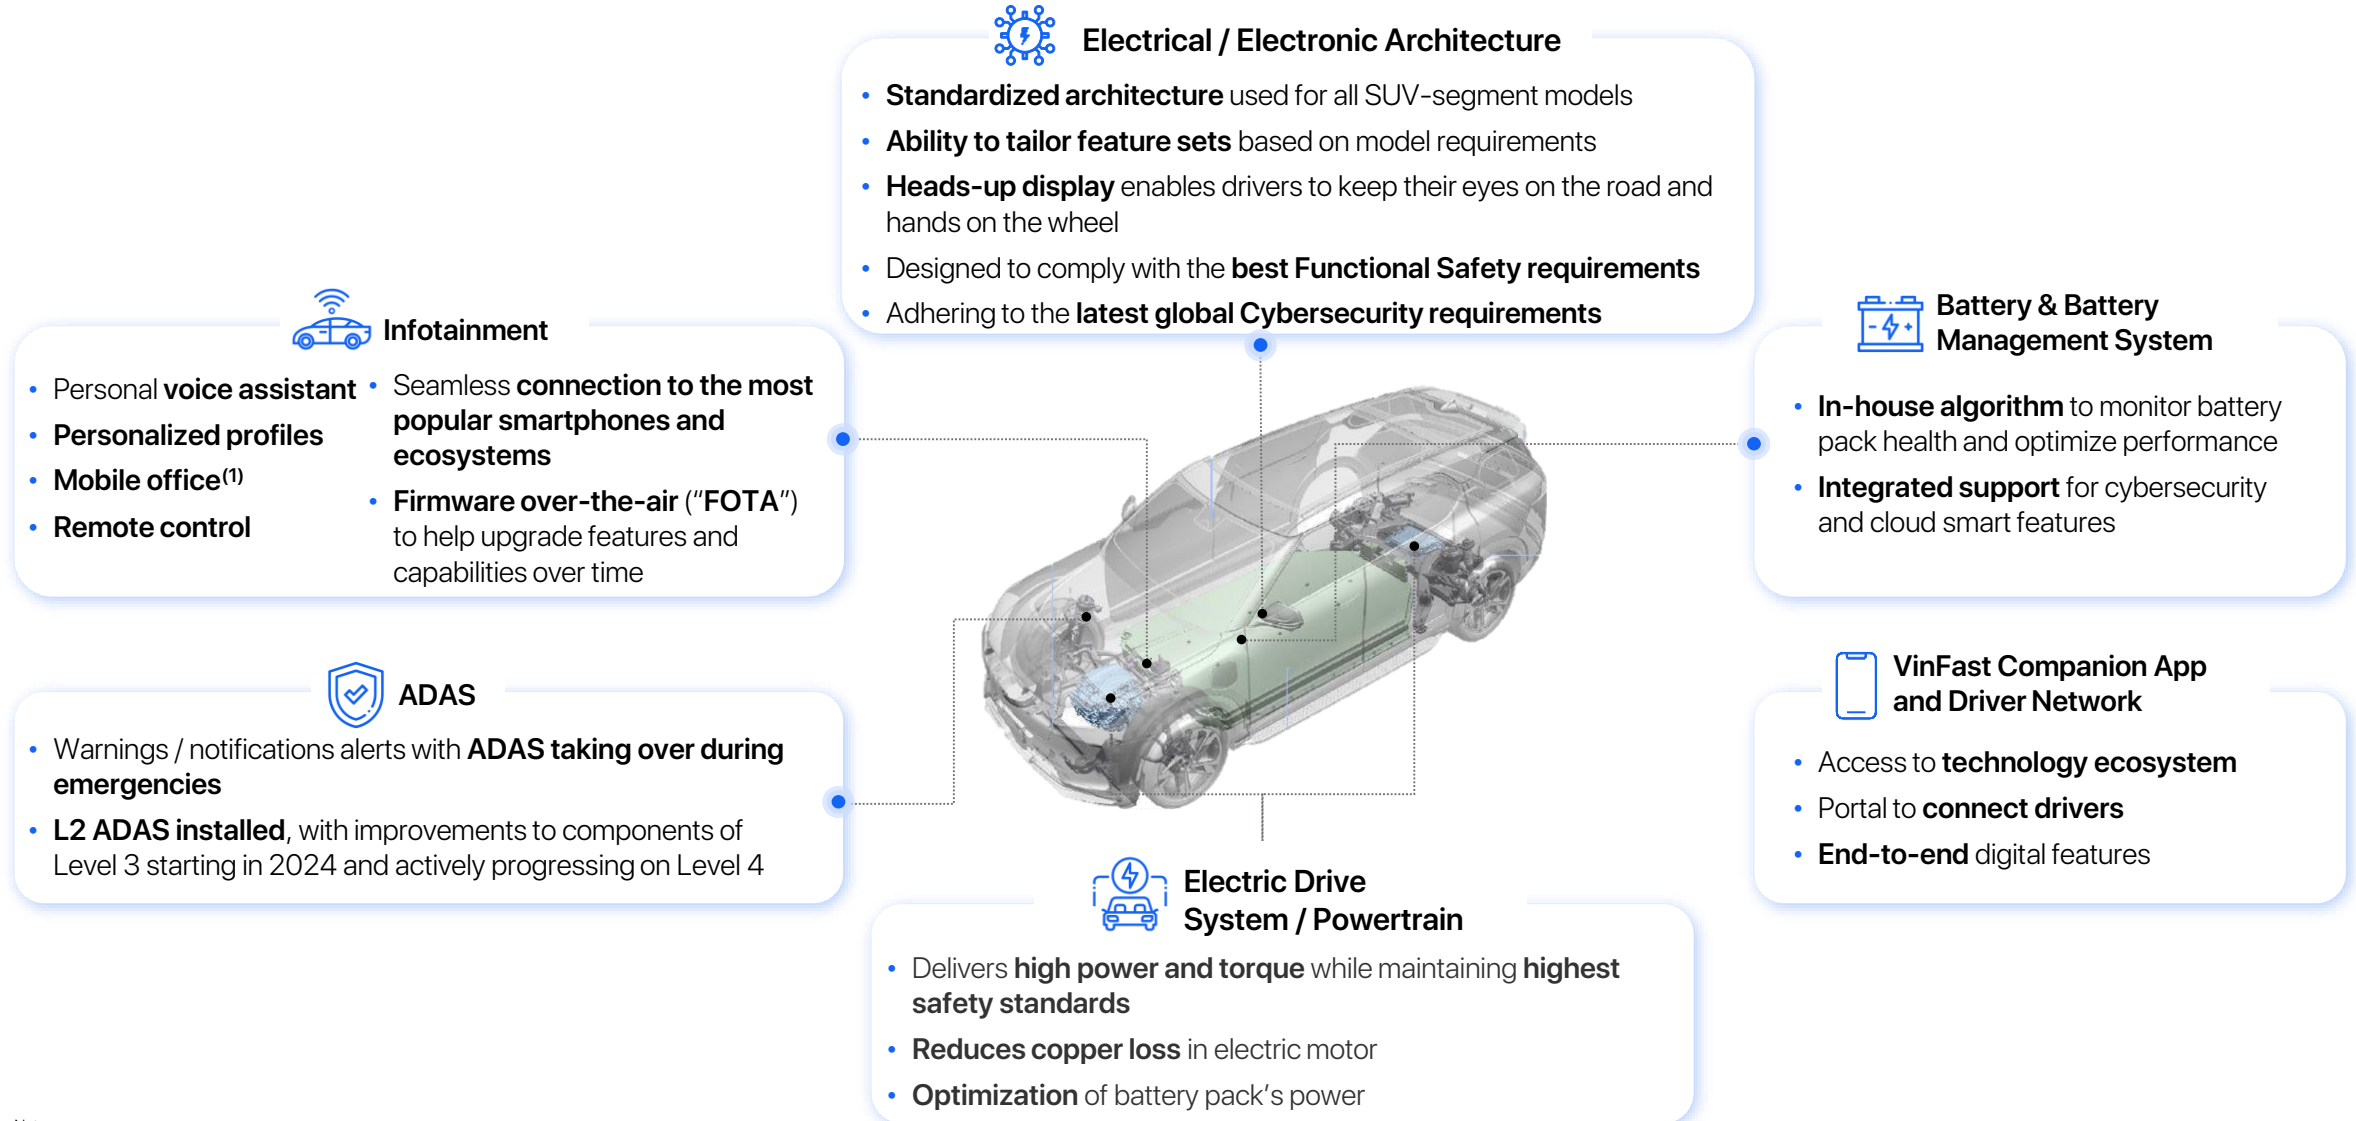 Electrical / Electronic Architecture
• Standardized architecture used for all SUV-segment models
• Ability to tailor feature sets based on model requirements
• Heads-up display enables drivers to keep their eyes on the road and
hands on the wheel
• Designed to comply with the best Functional Safety requirements
• Adhering to the latest global Cybersecurity requirements
Infotainment
• Personal voice assistant
• Personalized profiles
• Mobile office(1)
• Remote control
• Seamless connection to the most
popular smartphones and
ecosystems
• Firmware over-the-air (“FOTA”)
to help upgrade features and
capabilities over time
Battery & Battery
Management System
• In-house algorithm to monitor battery
pack health and optimize performance
• Integrated support for cybersecurity
and cloud smart features
ADAS
• Warnings / notifications alerts with ADAS taking over during
emergencies
• L2 ADAS installed, with improvements to components of
Level 3 starting in 2024 and actively progressing on Level 4
VinFast Companion App
and Driver Network
• Access to technology ecosystem
• Portal to connect drivers
• End-to-end digital features
Electric Drive
System / Powertrain
• Delivers high power and torque while maintaining highest
safety standards
• Reduces copper loss in electric motor
• Optimization of battery pack’s power